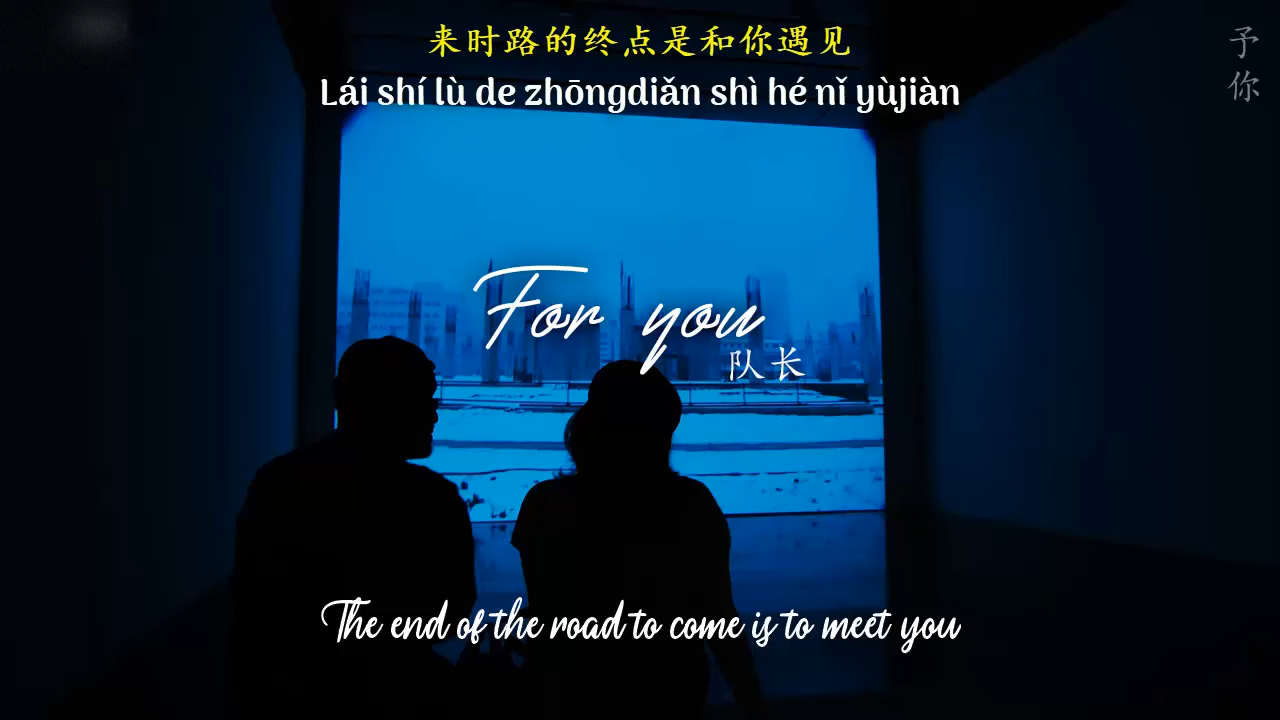 来时路的终点是和你遇见
Lái shí lù de zhōngdiǎn shì hé nǐ yùjiàn
予你
For you
队长
The end of the road to come is to meet you